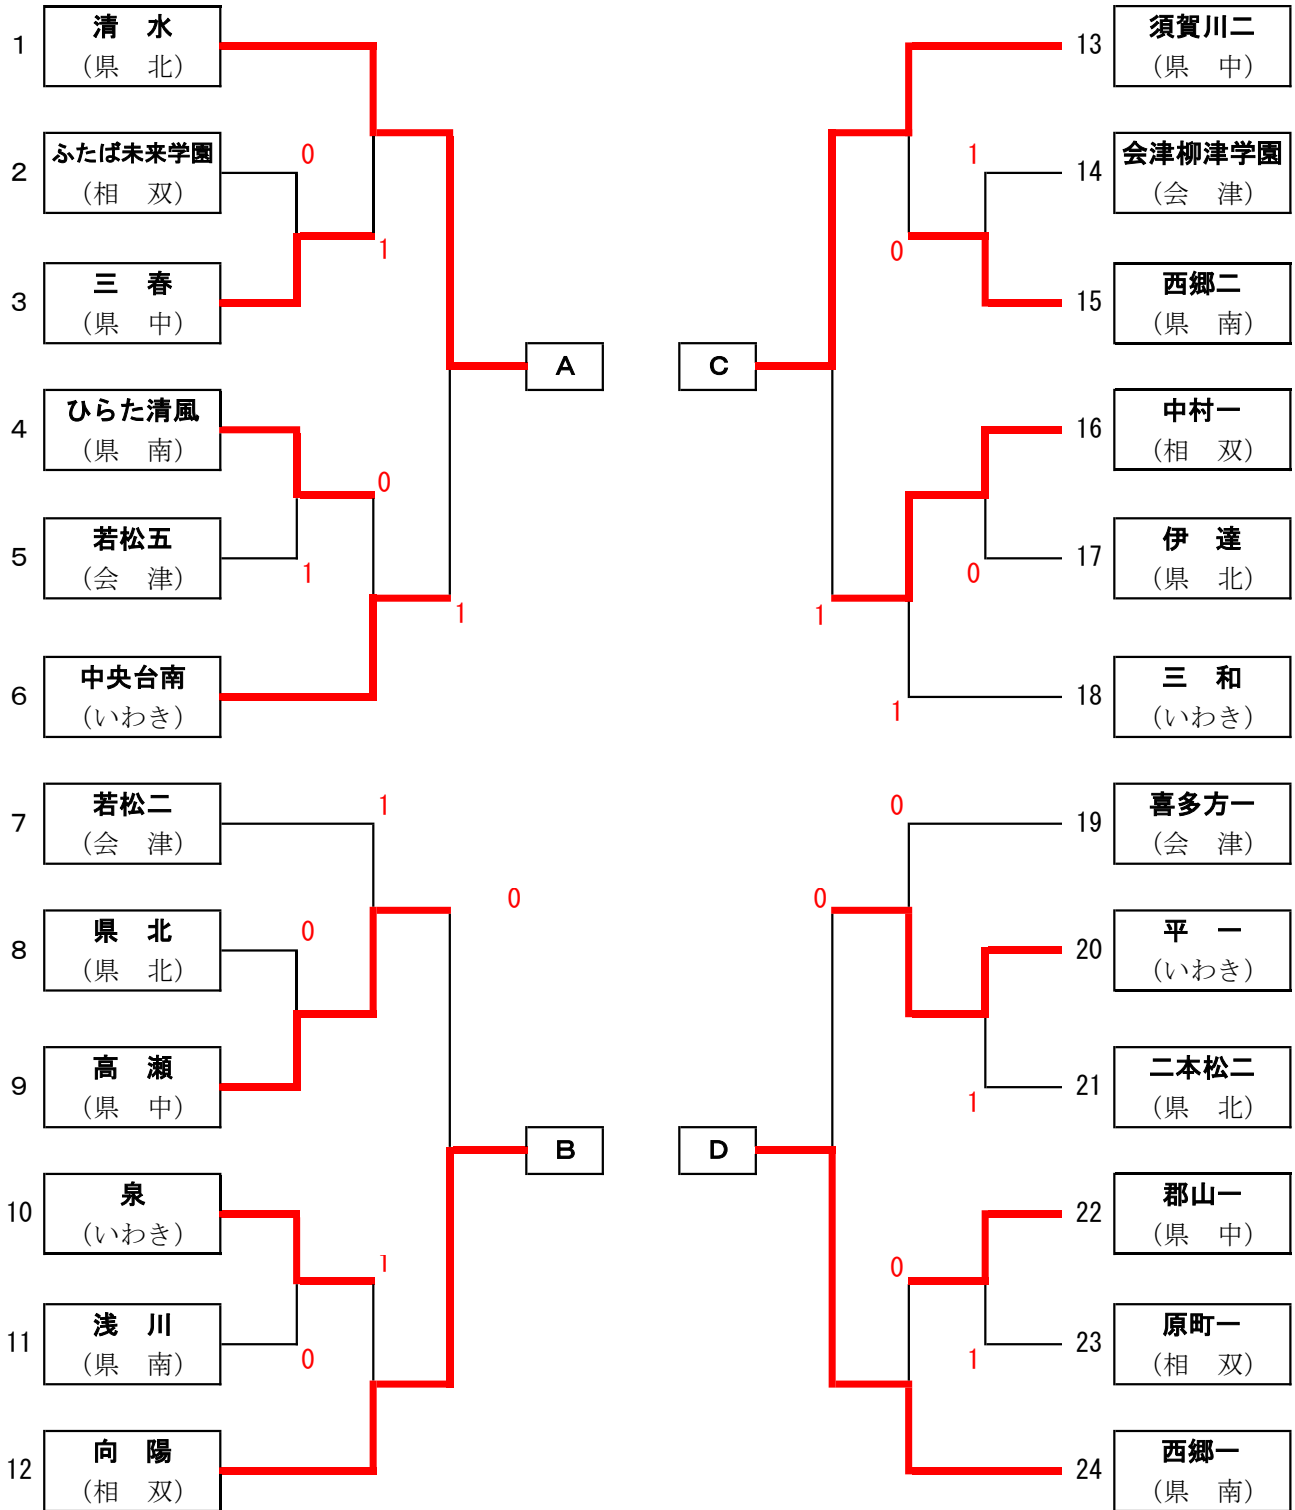 1
清　水
（県　北）
2
ふたば未来学園
（相　双）
0
3
三　春
（県　中）
1
4
ひらた清風
（県　南）
0
5
若松五
（会　津）
1
6
中央台南
（いわき）
1
A
7
若松二
（会　津）
1
8
県　北
（県　北）
0
0
9
高　瀬
（県　中）
B
10
泉
（いわき）
1
11
浅　川
（県　南）
0
12
向　陽
（相　双）
13
須賀川二
（県　中）
1
14
会津柳津学園
（会　津）
0
15
西郷二
（県　南）
C
16
中村一
（相　双）
17
伊　達
（県　北）
0
1
18
三　和
（いわき）
1
0
19
喜多方一
（会　津）
0
20
平　一
（いわき）
21
二本松二
（県　北）
1
D
22
郡山一
（県　中）
0
23
原町一
（相　双）
1
24
西郷一
（県　南）